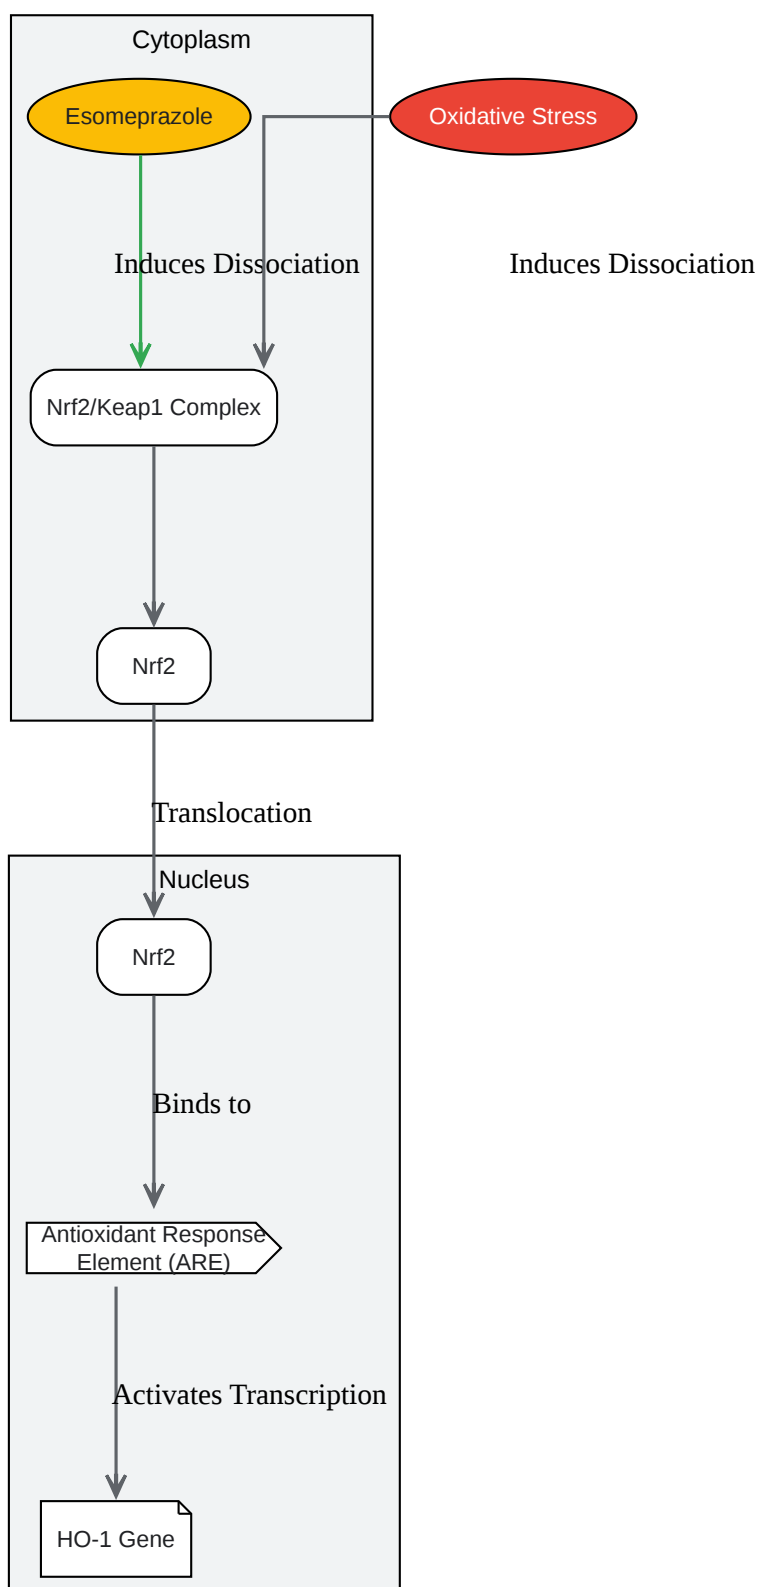 Cytoplasm
Esomeprazole
Oxidative Stress
Induces Dissociation
Induces Dissociation
Nrf2/Keap1 Complex
Nrf2
Translocation
Nucleus
Nrf2
Binds to
Antioxidant Response
Element (ARE)
Activates Transcription
HO-1 Gene